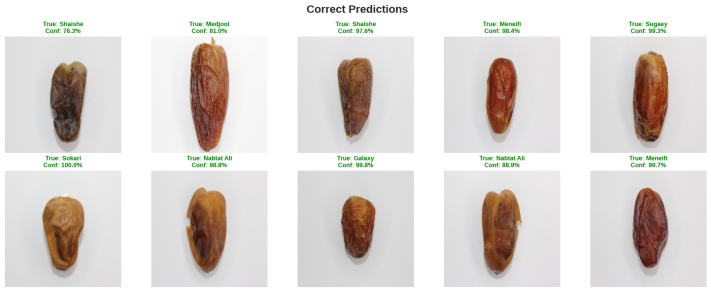 Correct Predictions
True: Shaishe
Conf: 76.3%
True: Medjool
Conf: 81.0%
True: Shaishe
Conf: 97.6%
True: Meneifi
Conf: 98.4%
True: Sugaey
Conf: 99.3%
True: Sokari
Conf: 100.0%
True: Nabtat Ali
Conf: 98.8%
True: Galaxy
Conf: 99.8%
True: Nabtat Ali
Conf: 88.9%
True: Meneifi
Conf: 99.7%